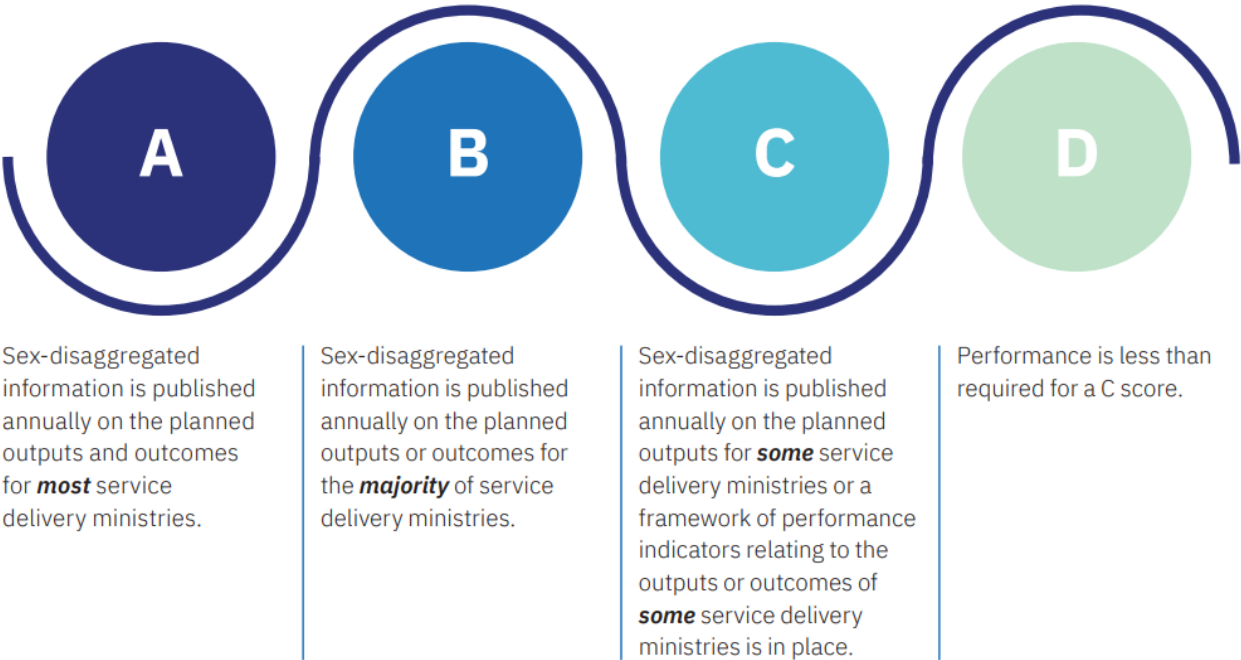 A
B
C
D
Sex-disaggregated
information is published
annually on the planned
outputs and outcomes
for most service
delivery ministries.
Sex-disaggregated
information is published
annually on the planned
outputs or outcomes for
the majority of service
delivery ministries.
Sex-disaggregated
information is published
annually on the planned
outputs for some service
delivery ministries or a
framework of performance
indicators relating to the
outputs or outcomes of
some service delivery
ministries is in place.
Performance is less than
required for a C score.